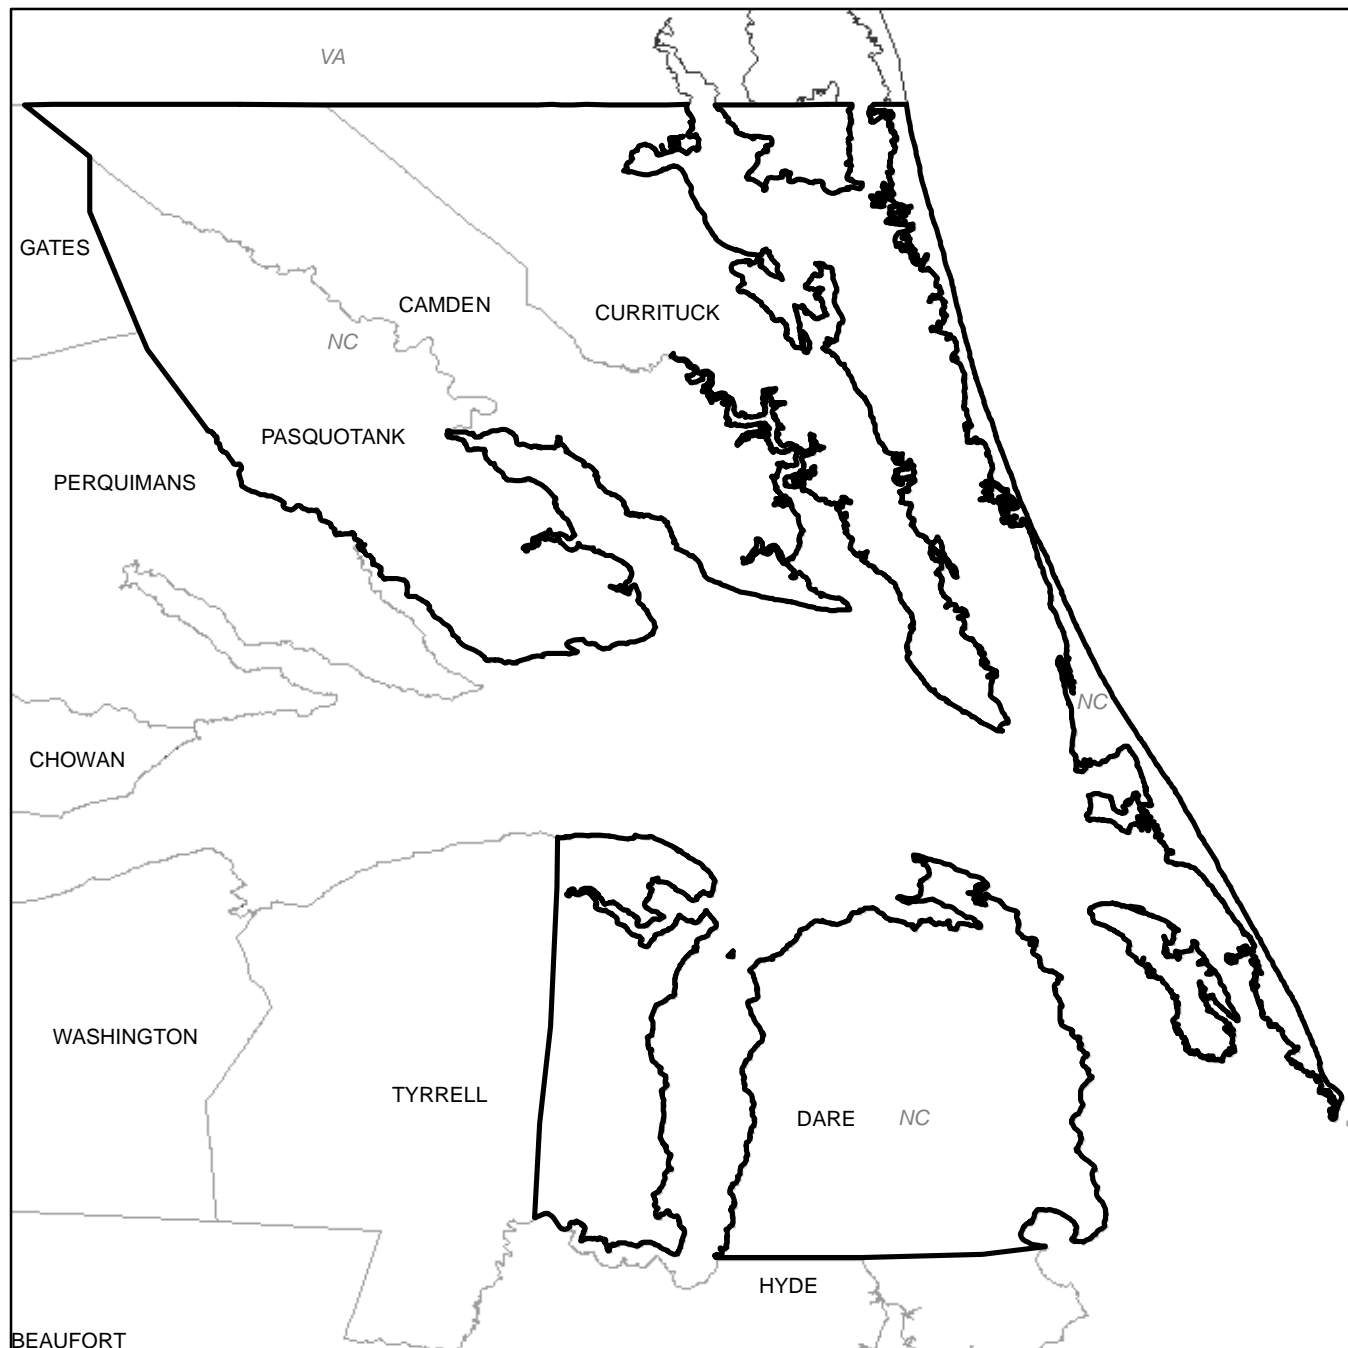 VA
GATES
CAMDEN
CURRITUCK
NC
PASQUOTANK
PERQUIMANS
NC
CHOWAN
WASHINGTON
TYRRELL
DARE
NC
HYDE
BEAUFORT